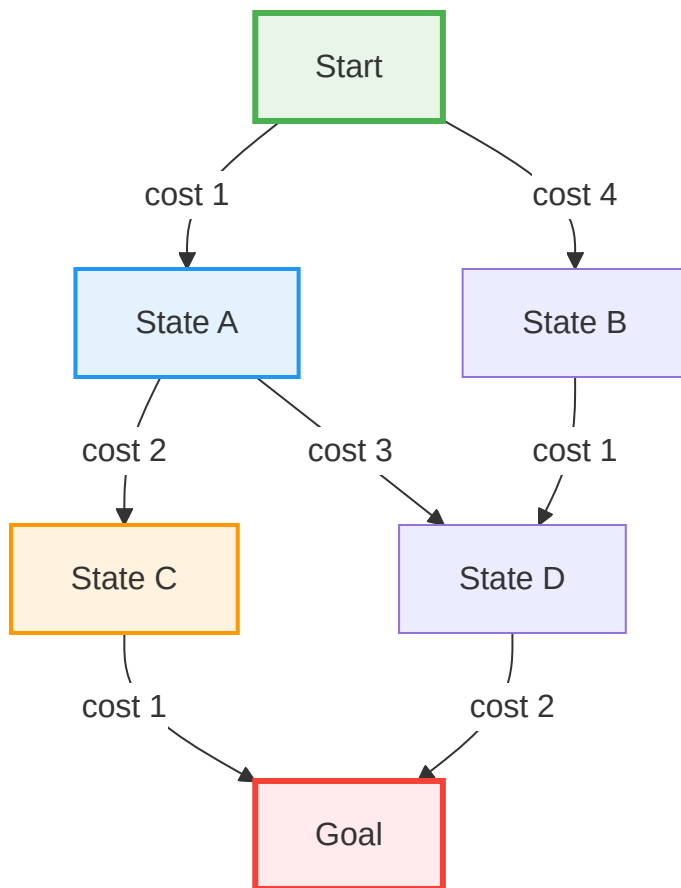 Start
cost 1
cost 4
State A
State B
cost 2
cost 3
cost 1
State C
State D
cost 1
cost 2
Goal